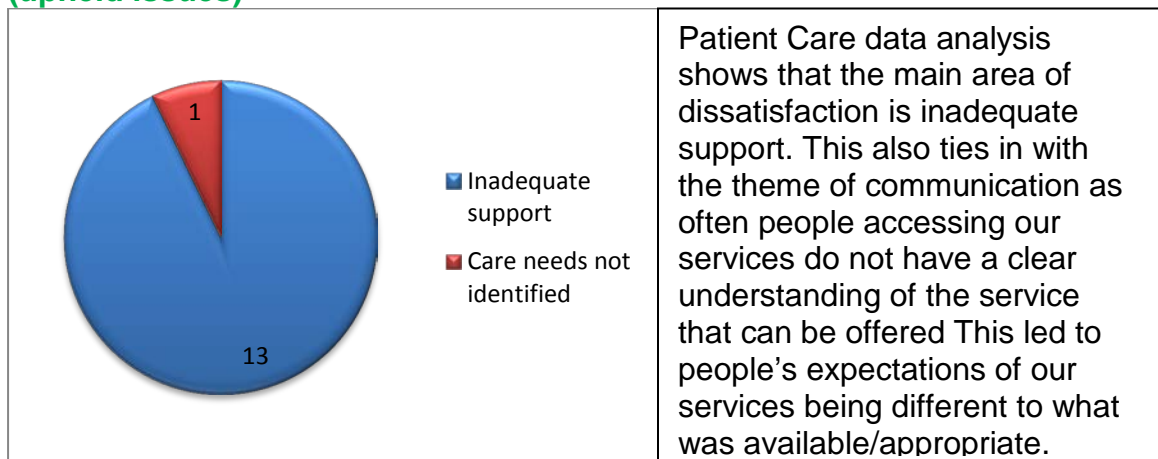 (upheld issues)
1
13
Inadequate
support
Care needs not
identified
Patient Care data analysis
shows that the main area of
dissatisfaction is inadequate
support. This also ties in with
the theme of communication as
often people accessing our
services do not have a clear
understanding of the service
that can be offered This led to
people’s expectations of our
services being different to what
was available/appropriate.